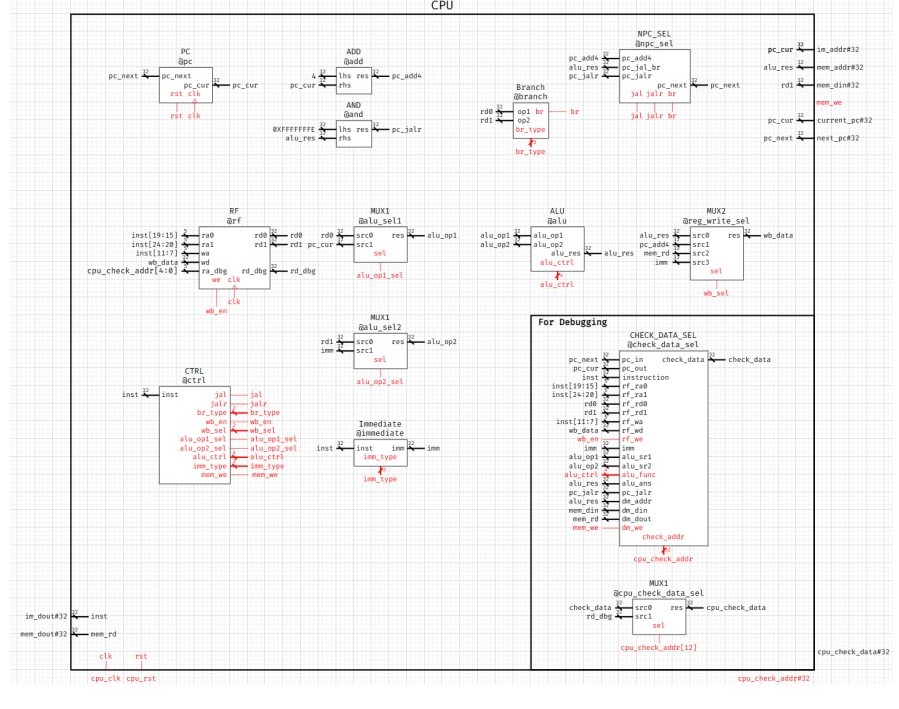 CPU
PC
@pc
pc_next 32 pc_next
pc_cur 32 pc_cur
rst clk
rst clk
ADD
@add
4 32 lhs res 32 pc_add4
pc_cur 32 rhs
AND
@and
0XFFFFFFFE 32 lhs res 32 pc_jalr
alu_res 32 rhs
Branch
@branch
rd0 32 op1 br br
rd1 32 op2
br_type
br_type
NPC_SEL
@npc_sel
pc_add4 32 pc_add4
alu_res 32 pc_jal_br
pc_jalr 32 pc_jalr
pc_next 32 pc_next
jal jalr br
jal jalr br
pc_cur 32 im_addr#32
alu_res 32 mem_addr#32
rd1 32 mem_din#32
mem_we
pc_cur 32 current_pc#32
pc_next 32 next_pc#32
RF
@rf
inst[19:15] 5 ra0 rd0 32 rd0
inst[24:20] 5 ra1 rd1 32 rd1
inst[11:7] 5 wa
wb_data 32 wd
cpu_check_addr[4:0] 5 ra_dbg rd_dbg 32 rd_dbg
we clk
clk
wb_en
MUX1
@alu_sel1
rd0 32 src0 res 32 alu_op1
pc_cur 32 src1
sel
alu_op1_sel
ALU
@alu
alu_op1 32 alu_op1
alu_op2 32 alu_op2
alu_res 32 alu_res
alu_ctrl
alu_ctrl
MUX2
@reg_write_sel
alu_res 32 src0 res 32 wb_data
pc_add4 32 src1
mem_rd 32 src2
imm 32 src3
sel
wb_sel
MUX1
@alu_sel2
rd1 32 src0 res 32 alu_op2
imm 32 src1
sel
alu_op2_sel
CTRL
@ctrl
inst 32 inst jal jal
jalr jalr
br_type br_type
wb_en wb_en
wb_sel wb_sel
alu_op1_sel alu_op1_sel
alu_op2_sel alu_op2_sel
alu_ctrl alu_ctrl
imm_type imm_type
mem_we mem_we
Immediate
@immediate
inst 32 inst imm 32 imm
imm_type
imm_type
For Debugging
CHECK_DATA_SEL
@check_data_sel
pc_next pc_in check_data 32 check_data
pc_cur pc_out
inst instruction
inst[19:15] rf_ra0
inst[24:20] rf_ra1
rd0 rf_rd0
rd1 rf_rd1
inst[11:7] rf_wa
wb_data rf_wd
wb_en rf_we
imm imm
alu_op1 alu_sr1
alu_op2 alu_sr2
alu_ctrl alu_func
alu_res alu_ans
pc_jalr pc_jalr
alu_res dm_addr
mem_din dm_din
mem_rd dm_dout
mem_we dm_we
check_addr
cpu_check_addr
MUX1
@cpu_check_data_sel
check_data 32 src0 res 32 cpu_check_data
rd_dbg 32 src1
sel
cpu_check_addr[12]
im_dout#32 32 inst
mem_dout#32 32 mem_rd
clk rst
cpu_clk cpu_rst
cpu_check_data#32
cpu_check_addr#32